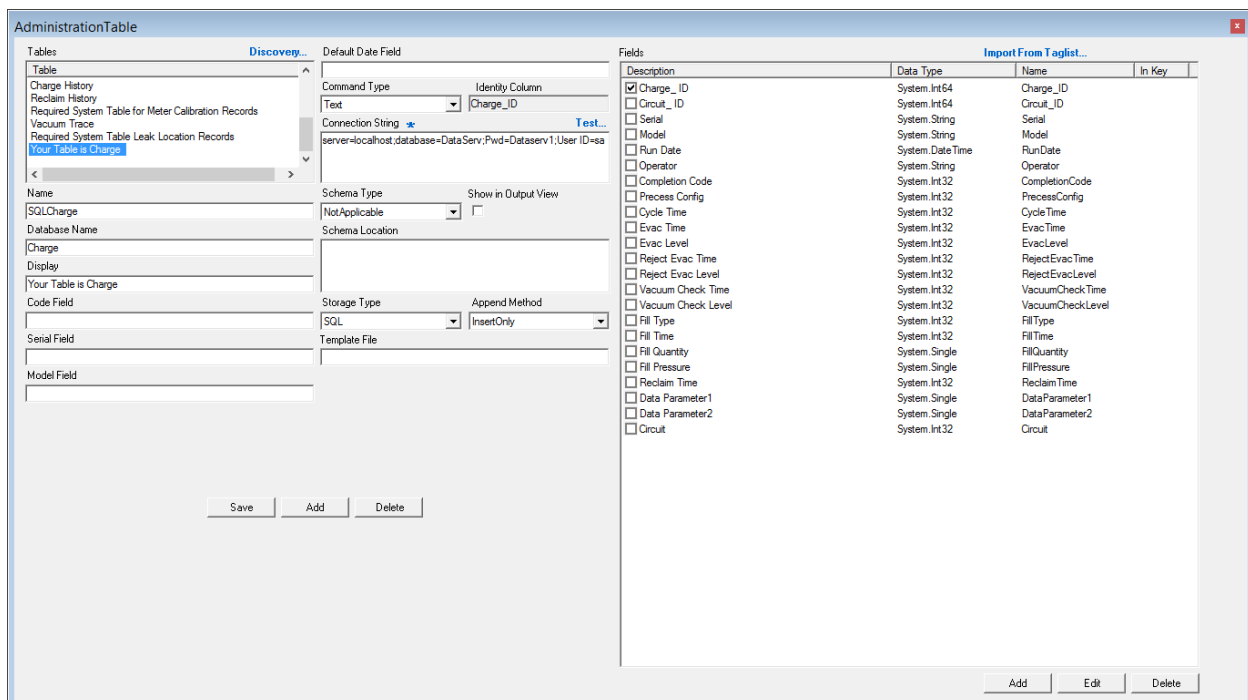 AdministrationTable
x
Tables Discovery...
Table
Charge History
Reclaim History
Required System Table for Meter Calibration Records
Vacuum Trace
Required System Table Leak Location Records
Your Table is Charge
Name
SQLCharge
Database Name
Charge
Display
Your Table is Charge
Code Field
Serial Field
Model Field
Default Date Field
Command Type Identity Column
Text Charge_ID
Connection String * Test...
server=localhost;database=DataServ;Pwd=Dataserv1;User ID=sa
Schema Type Show in Output View
NotApplicable
Schema Location
Storage Type Append Method
SQL InsertOnly
Template File
Save Add Delete
Fields Import From Taglist...
Description Data Type Name In Key
Charge_ ID System.Int64 Charge_ID
Circuit_ ID System.Int64 Circuit_ID
Serial System.String Serial
Model System.String Model
Run Date System.DateTime RunDate
Operator System.String Operator
Completion Code System.Int32 CompletionCode
Precess Config System.Int32 PrecessConfig
Cycle Time System.Int32 CycleTime
Evac Time System.Int32 EvacTime
Evac Level System.Int32 EvacLevel
Reject Evac Time System.Int32 RejectEvacTime
Reject Evac Level System.Int32 RejectEvacLevel
Vacuum Check Time System.Int32 VacuumCheckTime
Vacuum Check Level System.Int32 VacuumCheckLevel
Fill Type System.Int32 FillType
Fill Time System.Int32 FillTime
Fill Quantity System.Single FillQuantity
Fill Pressure System.Single FillPressure
Reclaim Time System.Int32 ReclaimTime
Data Parameter1 System.Single DataParameter1
Data Parameter2 System.Single DataParameter2
Circuit System.Int32 Circuit
Add Edit Delete